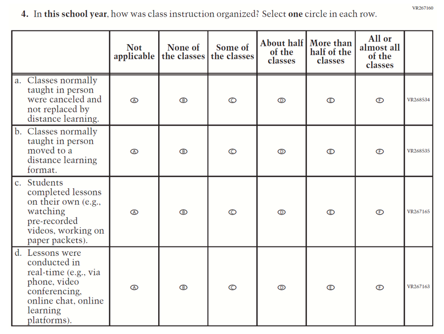 VR267160
4. In this school year, how was class instruction organized? Select one circle in each row.
Not applicable
None of the classes
Some of the classes
About half of the classes
More than half of the classes
All or almost all of the classes
a. Classes normally
taught in person
were canceled and
not replaced by
distance learning.
A B C D E F VR268534
b. Classes normally
taught in person
moved to a
distance learning
format.
A B C D E F VR268535
c. Students
completed lessons
on their own (e.g.,
watching
pre-recorded
videos, working on
paper packets).
A B C D E F VR267165
d. Lessons were
conducted in
real-time (e.g., via
phone, video
conferencing,
online chat, online
learning
platforms).
A B C D E F VR267163